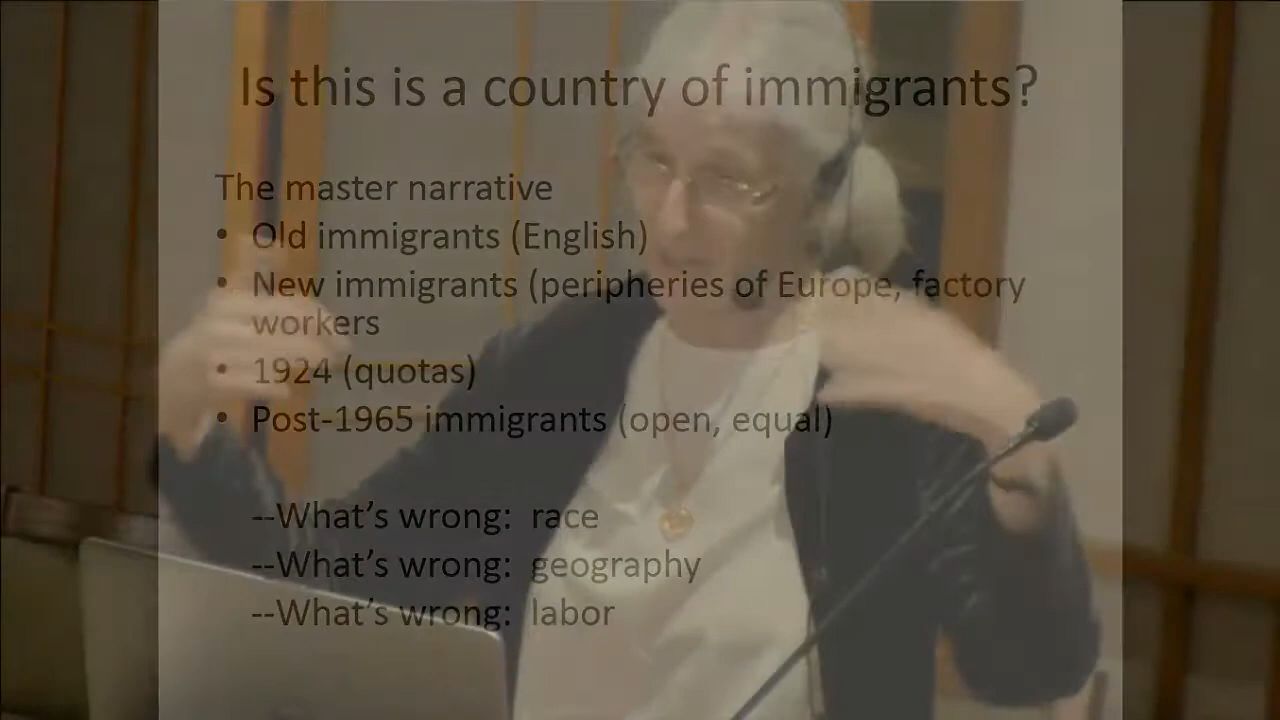 Is this is a country of immigrants?
The master narrative
• Old immigrants (English)
• New immigrants (peripheries of Europe, factory
workers
• 1924 (quotas)
• Post-1965 immigrants (open, equal)
--What’s wrong:  race
--What’s wrong:  geography
--What’s wrong:  labor